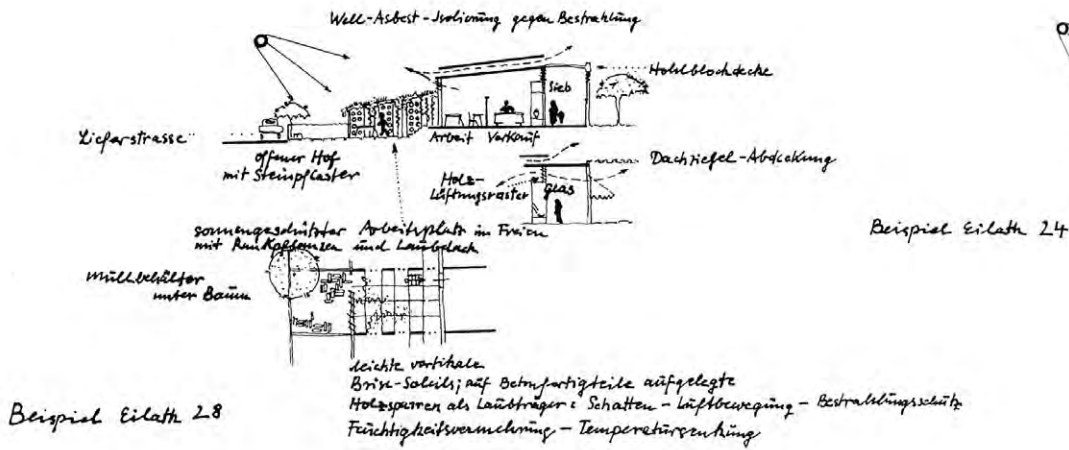 Well-Asbest-Isolierung gegen Bestrahlung
Hohlblockdecke
Sieb
Lieferstrasse
Arbeit Verkauf
offener Hof
mit Steinpflaster
Dachziegel-Abdeckung
Holz-
Lüftungsraster
Glas
sonnengeschützter Arbeitsplatz im Freien
mit Rankpflanzen und Laubdach
Beispiel Eilath 24
Müllbehälter
unter Baum
leichte vertikale
Brise-Soleils; auf Betonfertigteile aufgelegte
Holzsparren als Laubträger: Schatten - Luftbewegung - Bestrahlungsschutz
Feuchtigkeitsvermehrung - Temperatursenkung
Beispiel Eilath 28